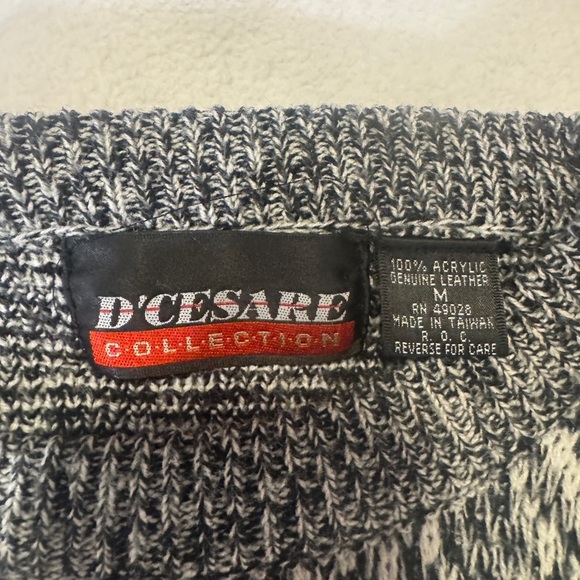 D'CESARE
COLLECTION
100% ACRYLIC
GENUINE LEATHER
M
RN 49028
MADE IN TAIWAN
R. O. C.
REVERSE FOR CARE